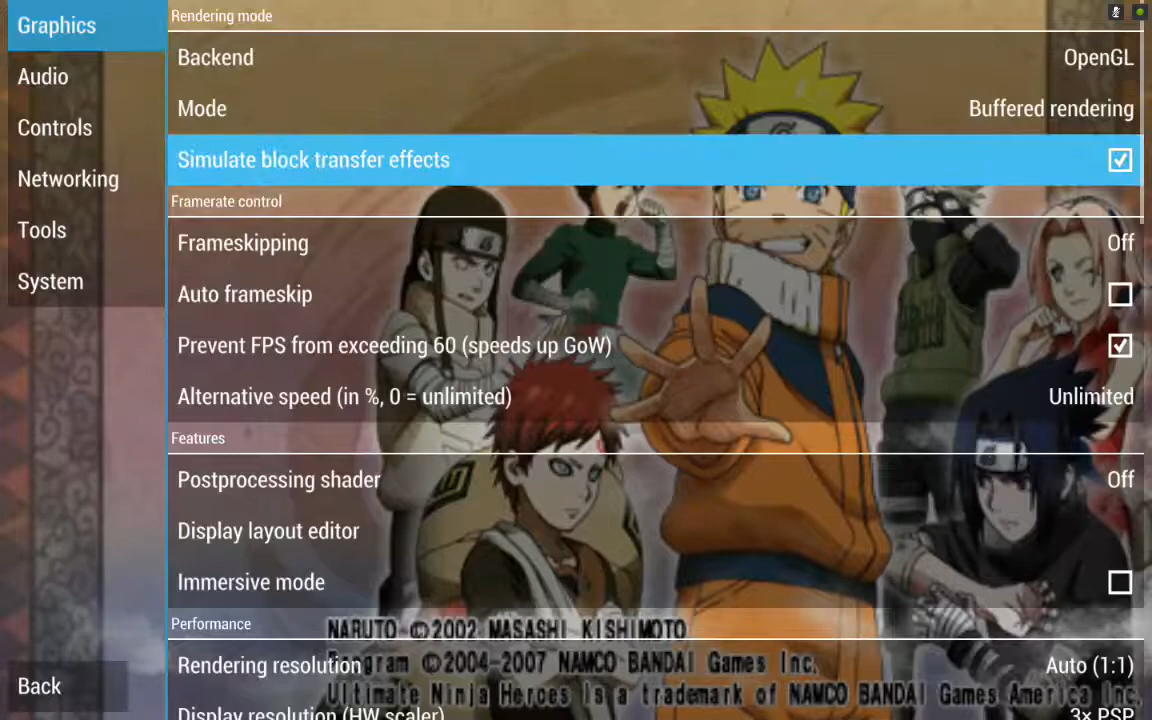 Graphics
Audio
Controls
Networking
Tools
System
Back
Rendering mode
Backend OpenGL
Mode Buffered rendering
Simulate block transfer effects
Framerate control
Frameskipping Off
Auto frameskip
Prevent FPS from exceeding 60 (speeds up GoW)
Alternative speed (in %, 0 = unlimited) Unlimited
Features
Postprocessing shader Off
Display layout editor
Immersive mode
Performance
NARUTO ©2002 MASASHI KISHIMOTO
Rendering resolution Auto (1:1)
Program ©2004-2007 NAMCO BANDAI Games Inc.
Ultimate Ninja Heroes is a trademark of NAMCO BANDAI Games America Inc.
Display resolution (HW scaler) 3× PSP